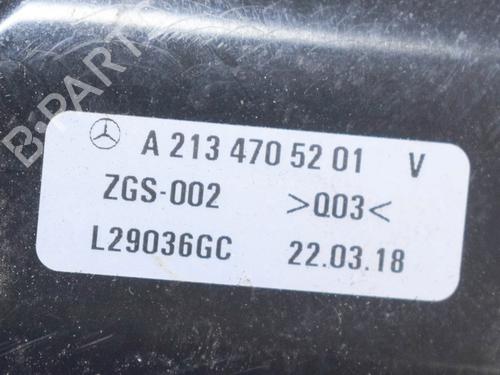 B-PARTS
A 213 470 52 01 V
ZGS-002 >Q03<
L29036GC 22.03.18